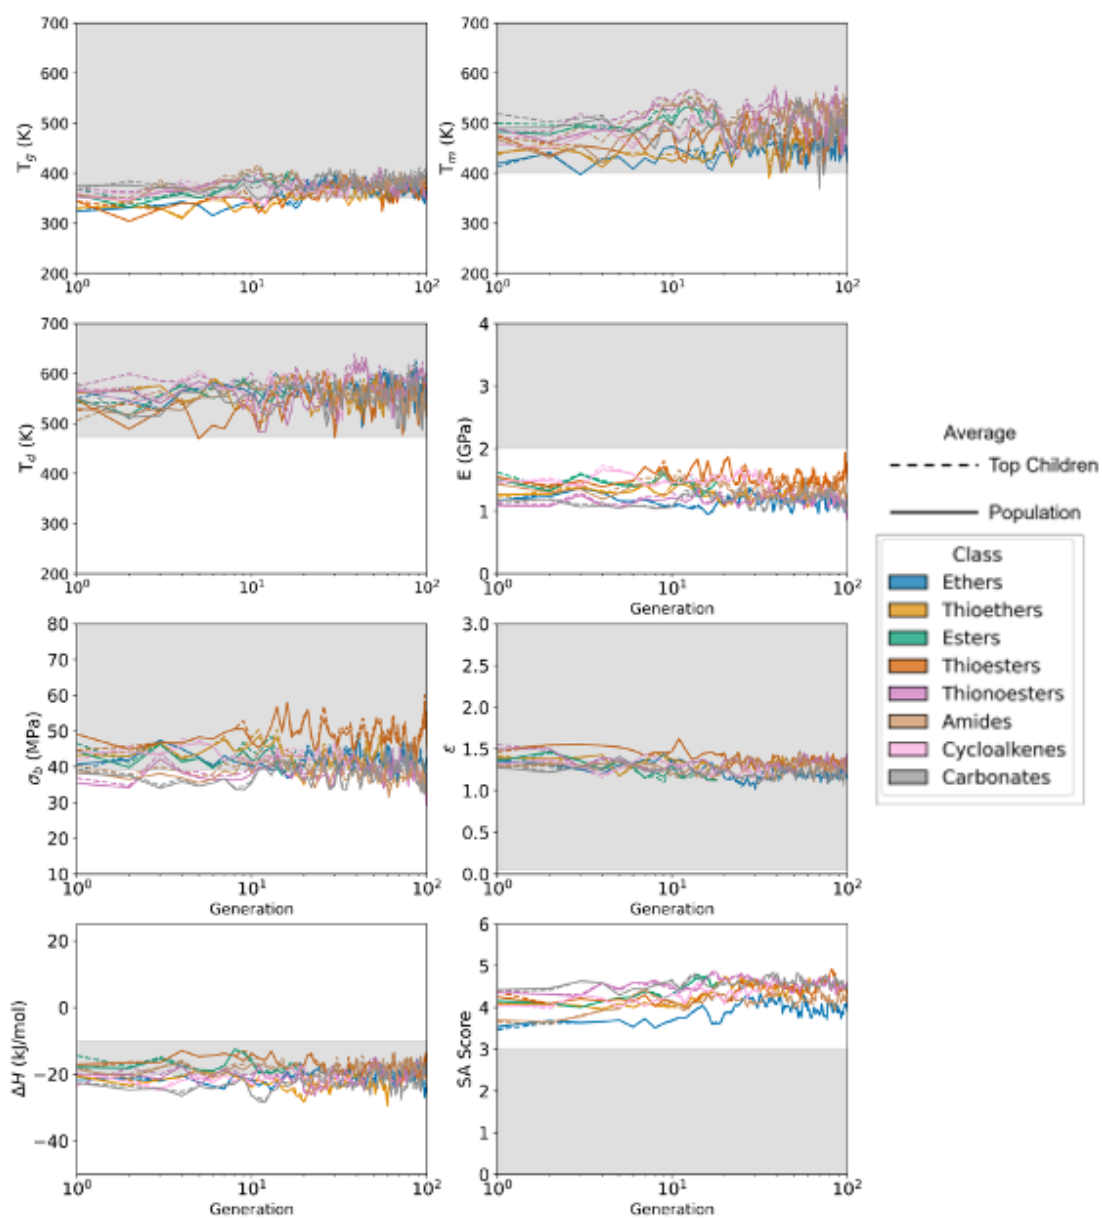 700
600
500
400
300
200
T_g (K)
10^0
10^1
10^2
700
600
500
400
300
200
T_m (K)
10^0
10^1
10^2
700
600
500
400
300
200
T_d (K)
10^0
10^1
10^2
4
3
2
1
0
E (GPa)
10^0
10^1
10^2
Generation
Average
Top Children
Population
Class
Ethers
Thioethers
Esters
Thioesters
Thionoesters
Amides
Cycloalkenes
Carbonates
80
70
60
50
40
30
20
10
σ_b (MPa)
10^0
10^1
10^2
Generation
3.0
2.5
2.0
1.5
1.0
0.5
0.0
ε
10^0
10^1
10^2
Generation
20
0
−20
−40
ΔH (kJ/mol)
10^0
10^1
10^2
Generation
6
5
4
3
2
1
0
SA Score
10^0
10^1
10^2
Generation